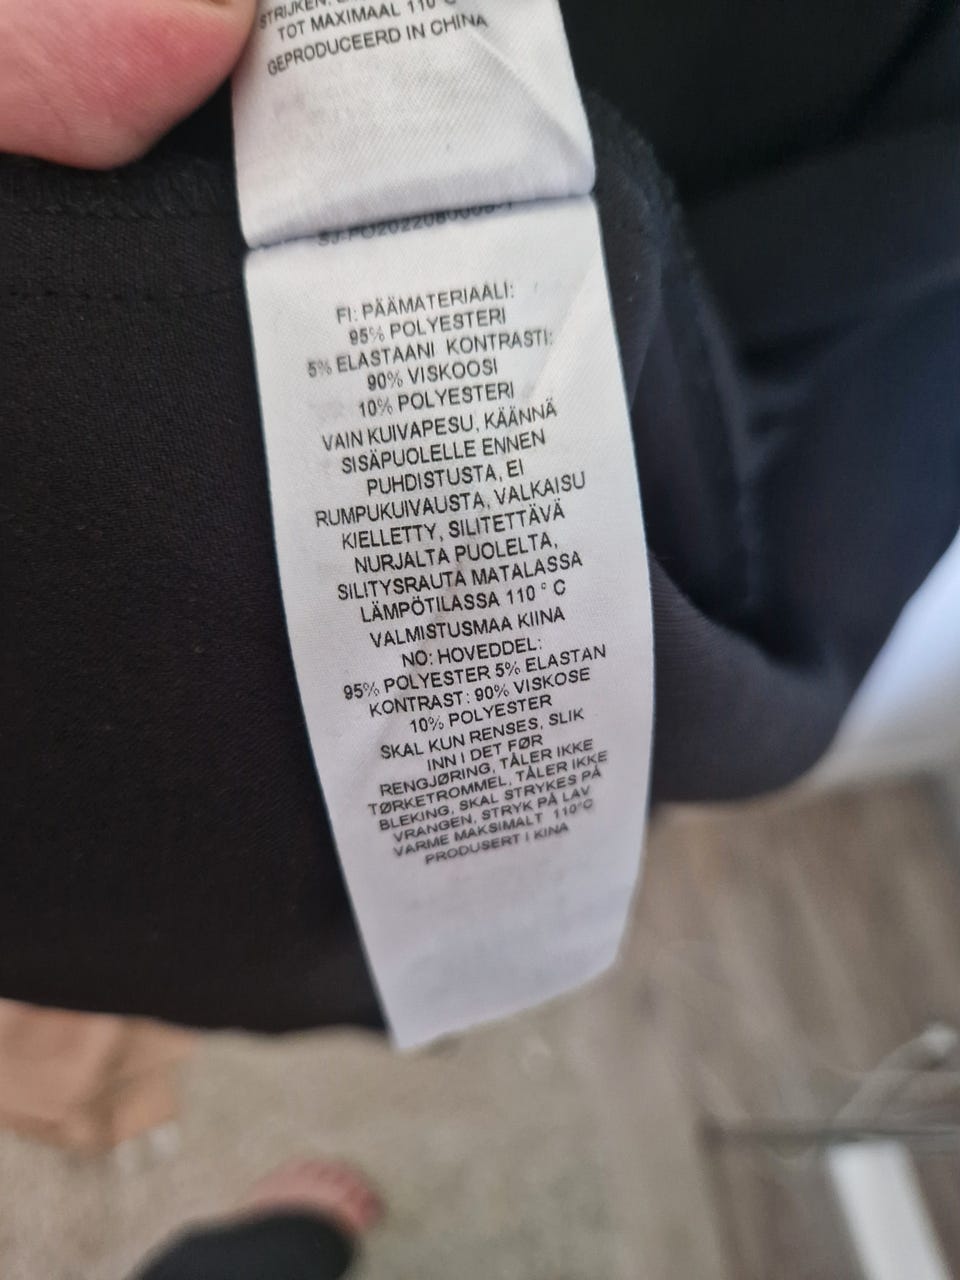 STRIJKEN:
TOT MAXIMAAL 110°C
GEPRODUCEERD IN CHINA
FI: PÄÄMATERIAALI:
95% POLYESTERI
5% ELASTAANI KONTRASTI:
90% VISKOOSI
10% POLYESTERI
VAIN KUIVAPESU, KÄÄNNÄ
SISÄPUOLELLE ENNEN
PUHDISTUSTA, EI
RUMPUKUIVAUSTA, VALKAISU
KIELLETTY, SILITETTÄVÄ
NURJALTA PUOLELTA,
SILITYSRAUTA MATALASSA
LÄMPÖTILASSA 110 ° C
VALMISTUSMAA KIINA
NO: HOVEDDEL:
95% POLYESTER 5% ELASTAN
KONTRAST: 90% VISKOSE
10% POLYESTER
SKAL KUN RENSES, SLIK
INN I DET FØR
RENGJØRING, TÅLER IKKE
TØRKETROMMEL, TÅLER IKKE
BLEKING, SKAL STRYKES PÅ
VRANGEN, STRYK PÅ LAV
VARME MAKSIMALT 110°C
PRODUSERT I KINA